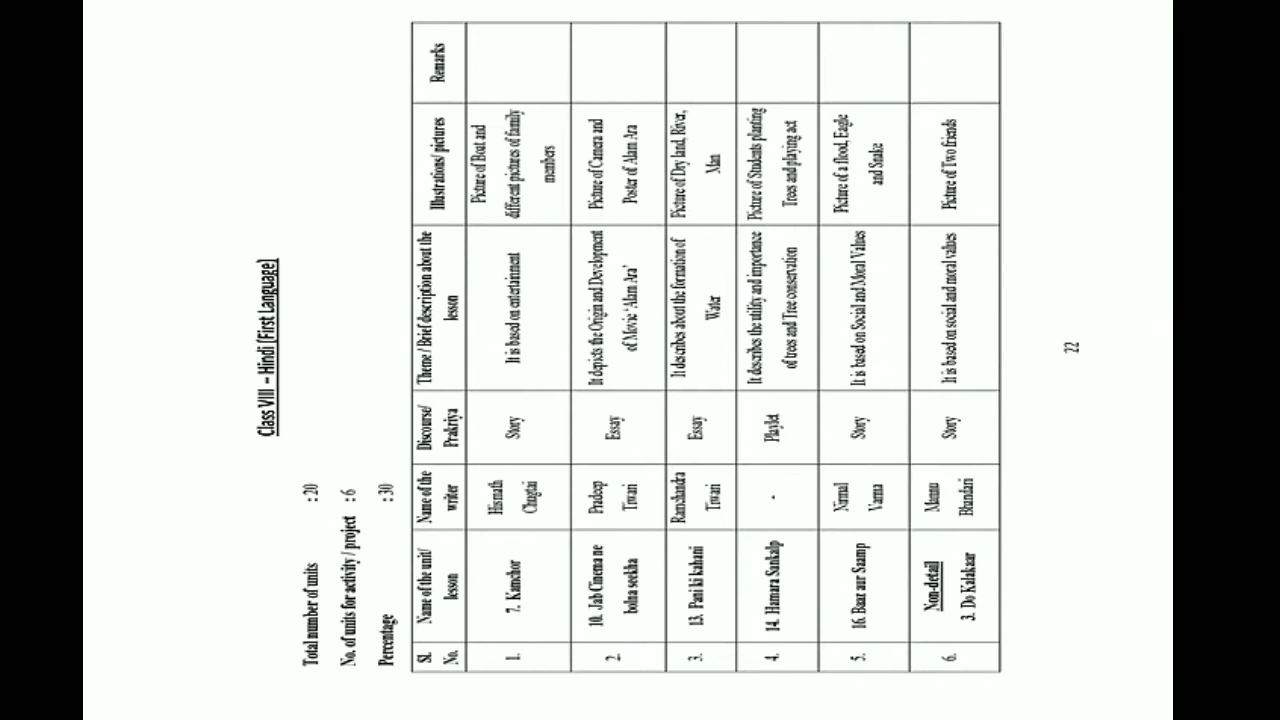 Class VIII – Hindi (First Language)
Total number of units : 20
No. of units for activity / project : 6
Percentage : 30
Sl. No. Name of the unit/ lesson Name of the writer Discourse/ Prakriya Theme / Brief description about the lesson Illustrations/ pictures Remarks
1. 7. Kamchor Hismath Chugtai Story It is based on entertainment Picture of Boat and different pictures of family members
2. 10. Jab Cinema ne bolna seekha Pradeep Tiwari Essay It depicts the Origin and Development of Movie ‘Alam Ara’ Picture of Camera and Poster of Alam Ara
3. 13. Pani ki kahani Ramchandra Tiwari Essay It describes about the formation of Water Picture of Dry land, River, Man
4. 14. Hamara Sankalp - Playlet It describes the utility and importance of trees and Tree conservation Picture of Students planting Trees and playing act
5. 16. Baaz aur Saamp Nirmal Varma Story It is based on Social and Moral Values Picture of a flood, Eagle and Snake
6. Non-detail 3. Do Kalakaar Mannu Bhandari Story It is based on social and moral values Picture of Two friends
22